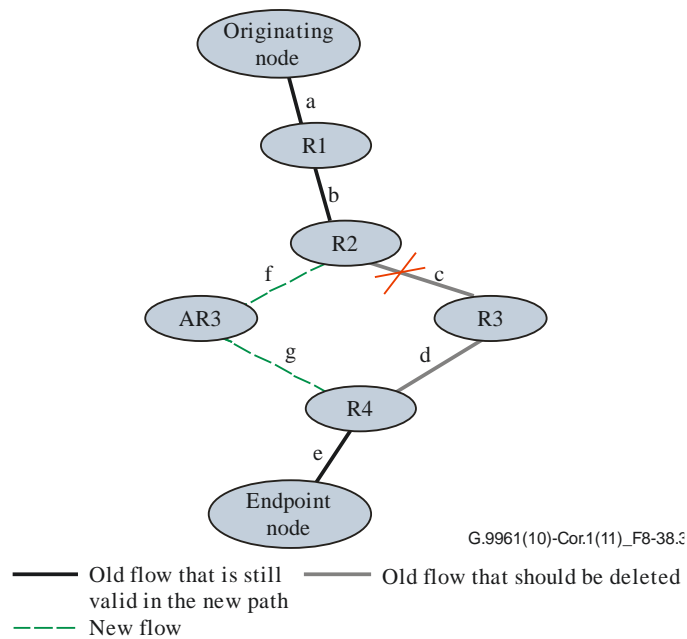 Originating
node
a
R1
b
R2
f
c
AR3
R3
g
d
R4
e
Endpoint
node
G.9961(10)-Cor.1(11)_F8-38.3
Old flow that is still
valid in the new path
Old flow that should be deleted
New flow